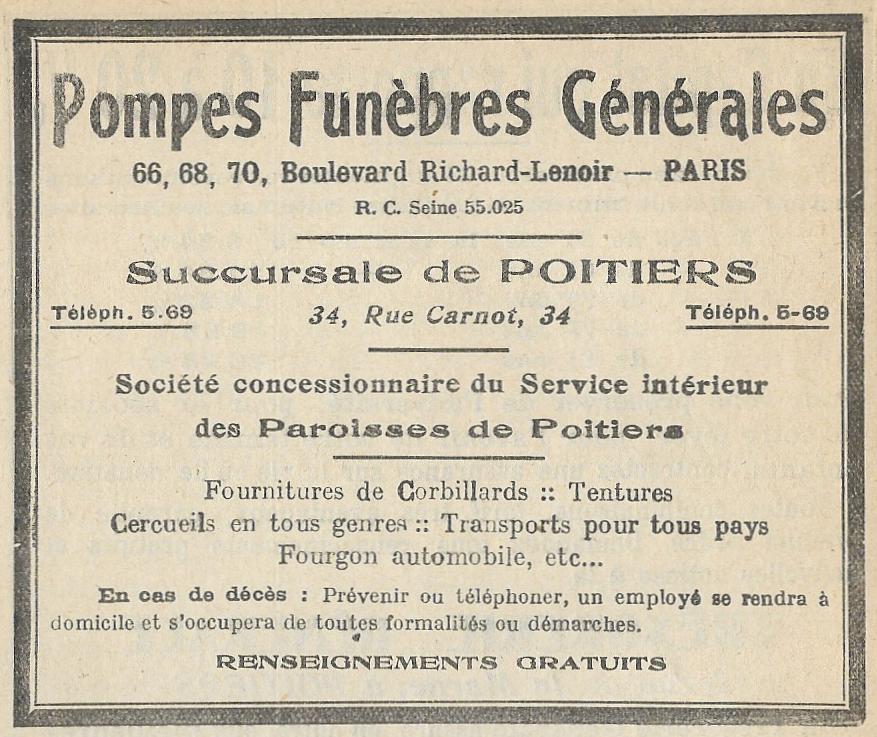 Pompes Funèbres Générales
66, 68, 70, Boulevard Richard-Lenoir — PARIS
R. C. Seine 55.025
Succursale de POITIERS
Téléph. 5.69 34, Rue Carnot, 34 Téléph. 5-69
Société concessionnaire du Service intérieur
des Paroisses de Poitiers
Fournitures de Corbillards :: Tentures
Cercueils en tous genres :: Transports pour tous pays
Fourgon automobile, etc...
En cas de décès : Prévenir ou téléphoner, un employé se rendra à
domicile et s'occupera de toutes formalités ou démarches.
RENSEIGNEMENTS GRATUITS